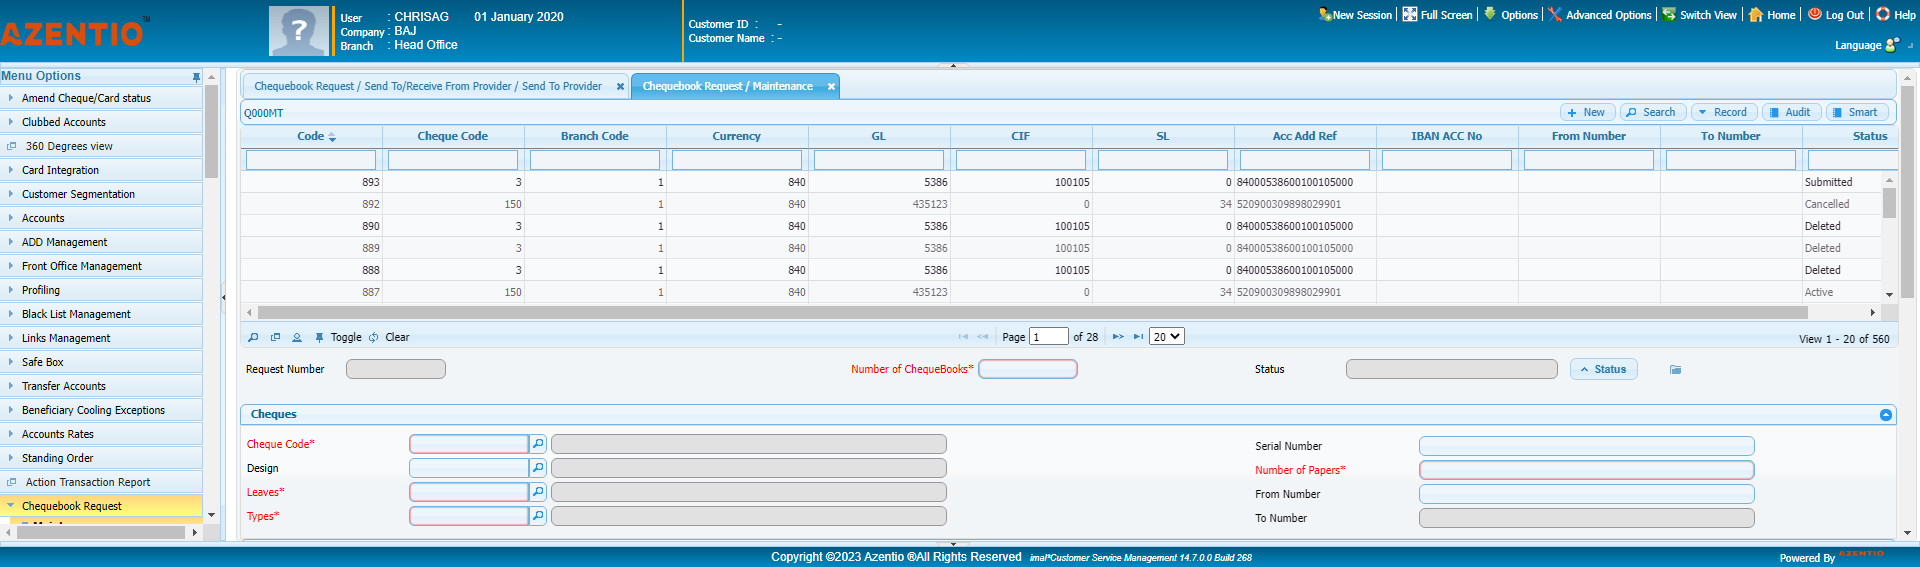 AZENTIO™
User : CHRISAG 01 January 2020
Company : BAJ
Branch : Head Office
Customer ID : -
Customer Name : -
New Session Full Screen Options Advanced Options Switch View Home Log Out Help
Language
Menu Options
Amend Cheque/Card status
Clubbed Accounts
360 Degrees view
Card Integration
Customer Segmentation
Accounts
ADD Management
Front Office Management
Profiling
Black List Management
Links Management
Safe Box
Transfer Accounts
Beneficiary Cooling Exceptions
Accounts Rates
Standing Order
Action Transaction Report
Chequebook Request
Chequebook Request / Send To/Receive From Provider / Send To Provider
Chequebook Request / Maintenance
Q000MT
New Search Record Audit Smart
Code Cheque Code Branch Code Currency GL CIF SL Acc Add Ref IBAN ACC No From Number To Number Status
893 3 1 840 5386 100105 0 84000538600100105000 Submitted
892 150 1 840 435123 0 34 520900309898029901 Cancelled
890 3 1 840 5386 100105 0 84000538600100105000 Deleted
889 3 1 840 5386 100105 0 84000538600100105000 Deleted
888 3 1 840 5386 100105 0 84000538600100105000 Deleted
887 150 1 840 435123 0 34 520900309898029901 Active
Toggle Clear Page 1 of 28 20 View 1 - 20 of 560
Request Number Number of ChequeBooks* Status Status
Cheques
Cheque Code* Serial Number
Design Number of Papers*
Leaves* From Number
Types* To Number
Copyright ©2023 Azentio ®All Rights Reserved imal*Customer Service Management 14.7.0.0 Build 268
Powered By AZENTIO